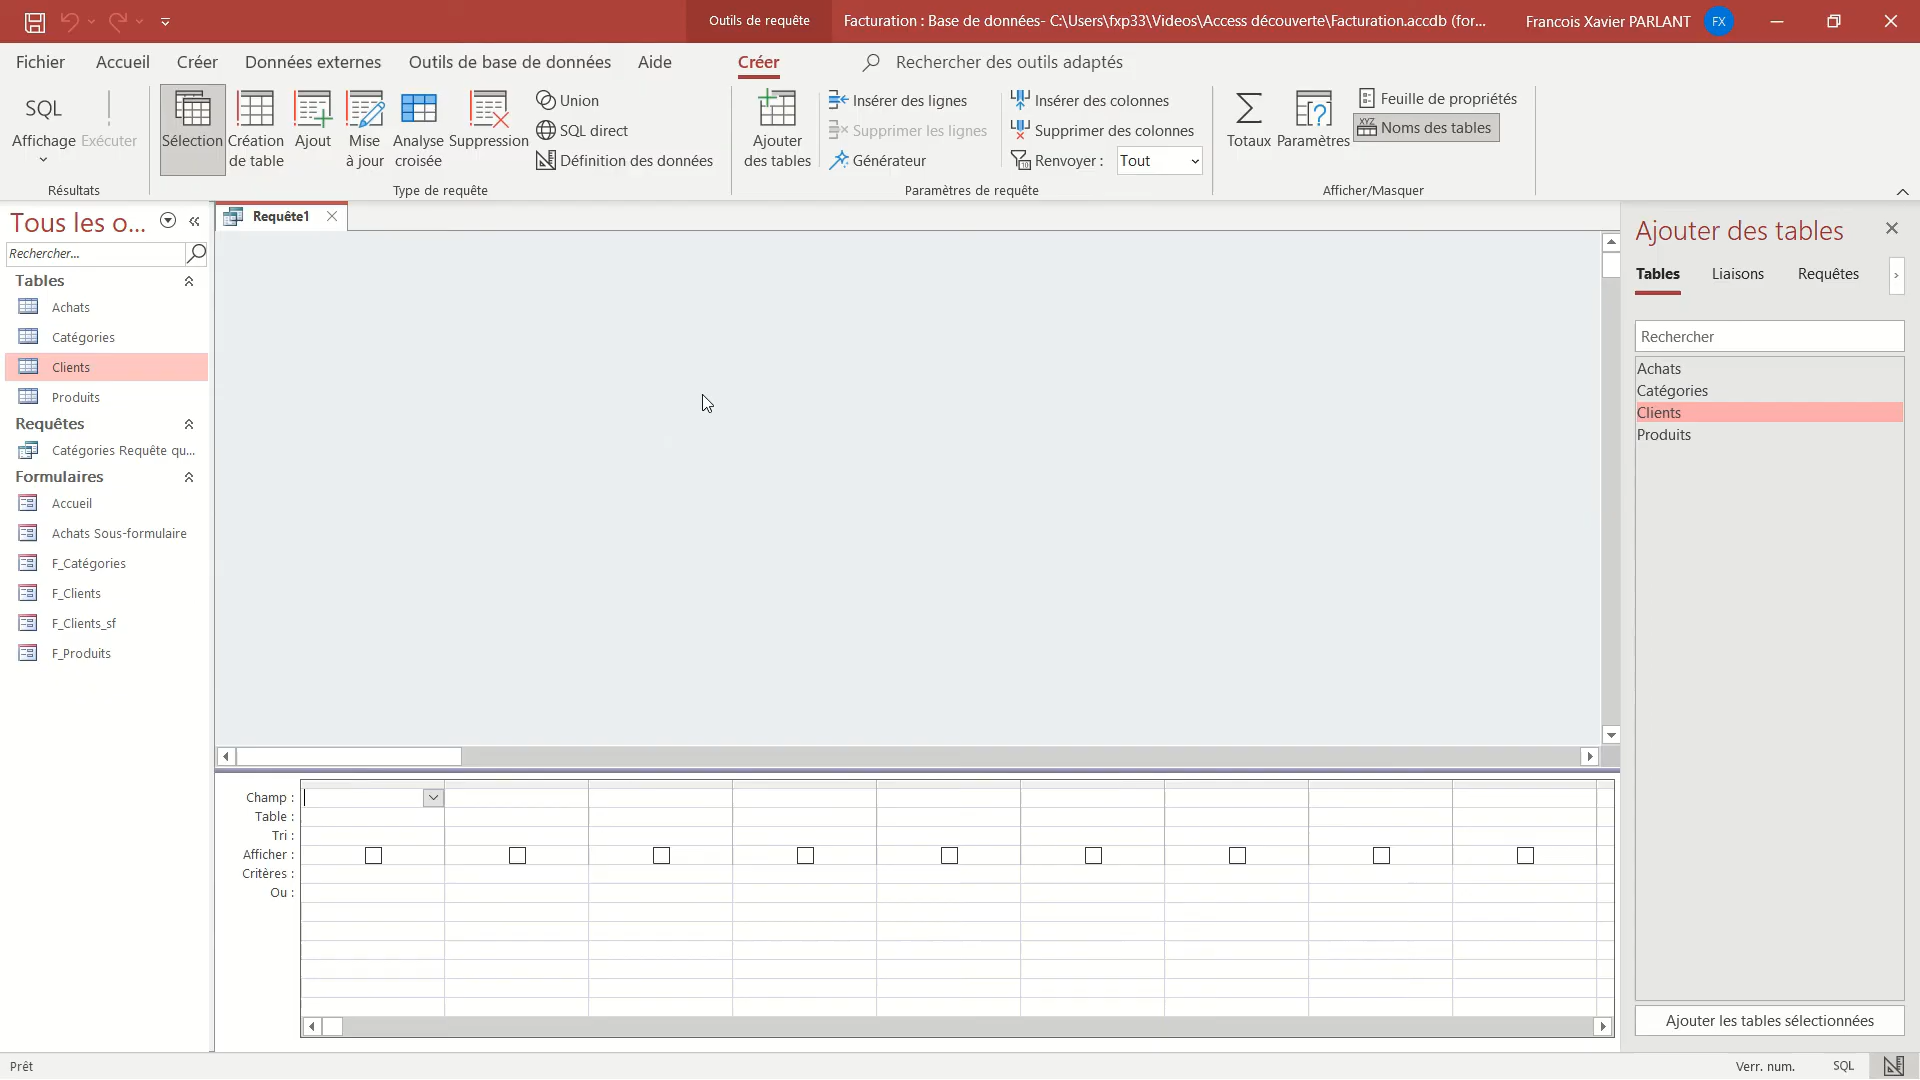 Outils de requête
Facturation : Base de données- C:\Users\fxp33\Videos\Access découverte\Facturation.accdb (for...
Francois Xavier PARLANT
FX
Fichier
Accueil
Créer
Données externes
Outils de base de données
Aide
Créer
Rechercher des outils adaptés
SQL
Affichage
Exécuter
Résultats
Sélection
Création de table
Ajout
Mise à jour
Analyse croisée
Suppression
Union
SQL direct
Définition des données
Type de requête
Ajouter des tables
Insérer des lignes
Supprimer les lignes
Générateur
Insérer des colonnes
Supprimer des colonnes
Renvoyer :
Tout
Paramètres de requête
Totaux
Paramètres
Feuille de propriétés
XYZ
Noms des tables
Afficher/Masquer
Tous les o...
Rechercher...
Tables
Achats
Catégories
Clients
Produits
Requêtes
Catégories Requête qu...
Formulaires
Accueil
Achats Sous-formulaire
F_Catégories
F_Clients
F_Clients_sf
F_Produits
Requête1
Champ :
Table :
Tri :
Afficher :
Critères :
Ou :
Ajouter des tables
Tables
Liaisons
Requêtes
Rechercher
Achats
Catégories
Clients
Produits
Ajouter les tables sélectionnées
Prêt
Verr. num.
SQL